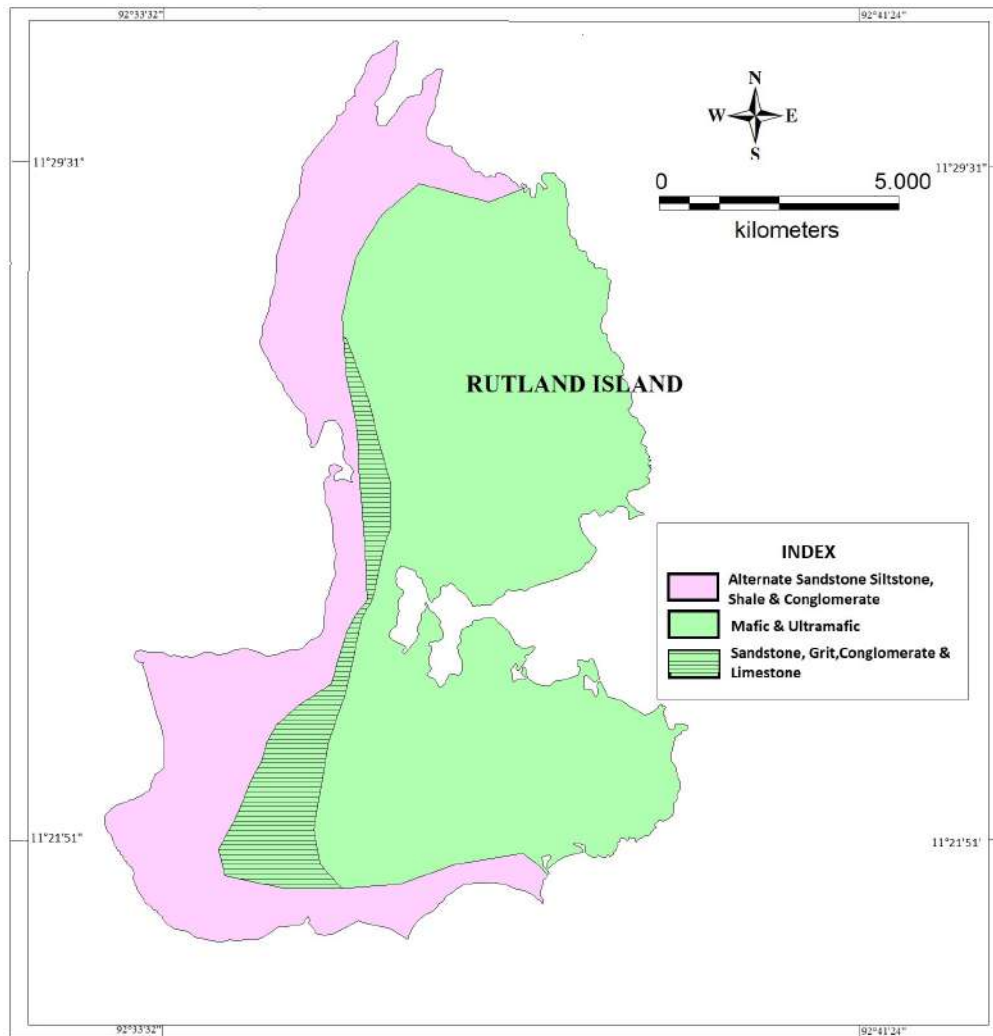 92°33'32"
92°41'24"
N
W
E
S
11°29'31"
11°29'31"
0
5.000
kilometers
RUTLAND ISLAND
INDEX
Alternate Sandstone Siltstone,
Shale & Conglomerate
Mafic & Ultramafic
Sandstone, Grit,Conglomerate &
Limestone
11°21'51"
11°21'51'
92°33'32"
92°41'24"